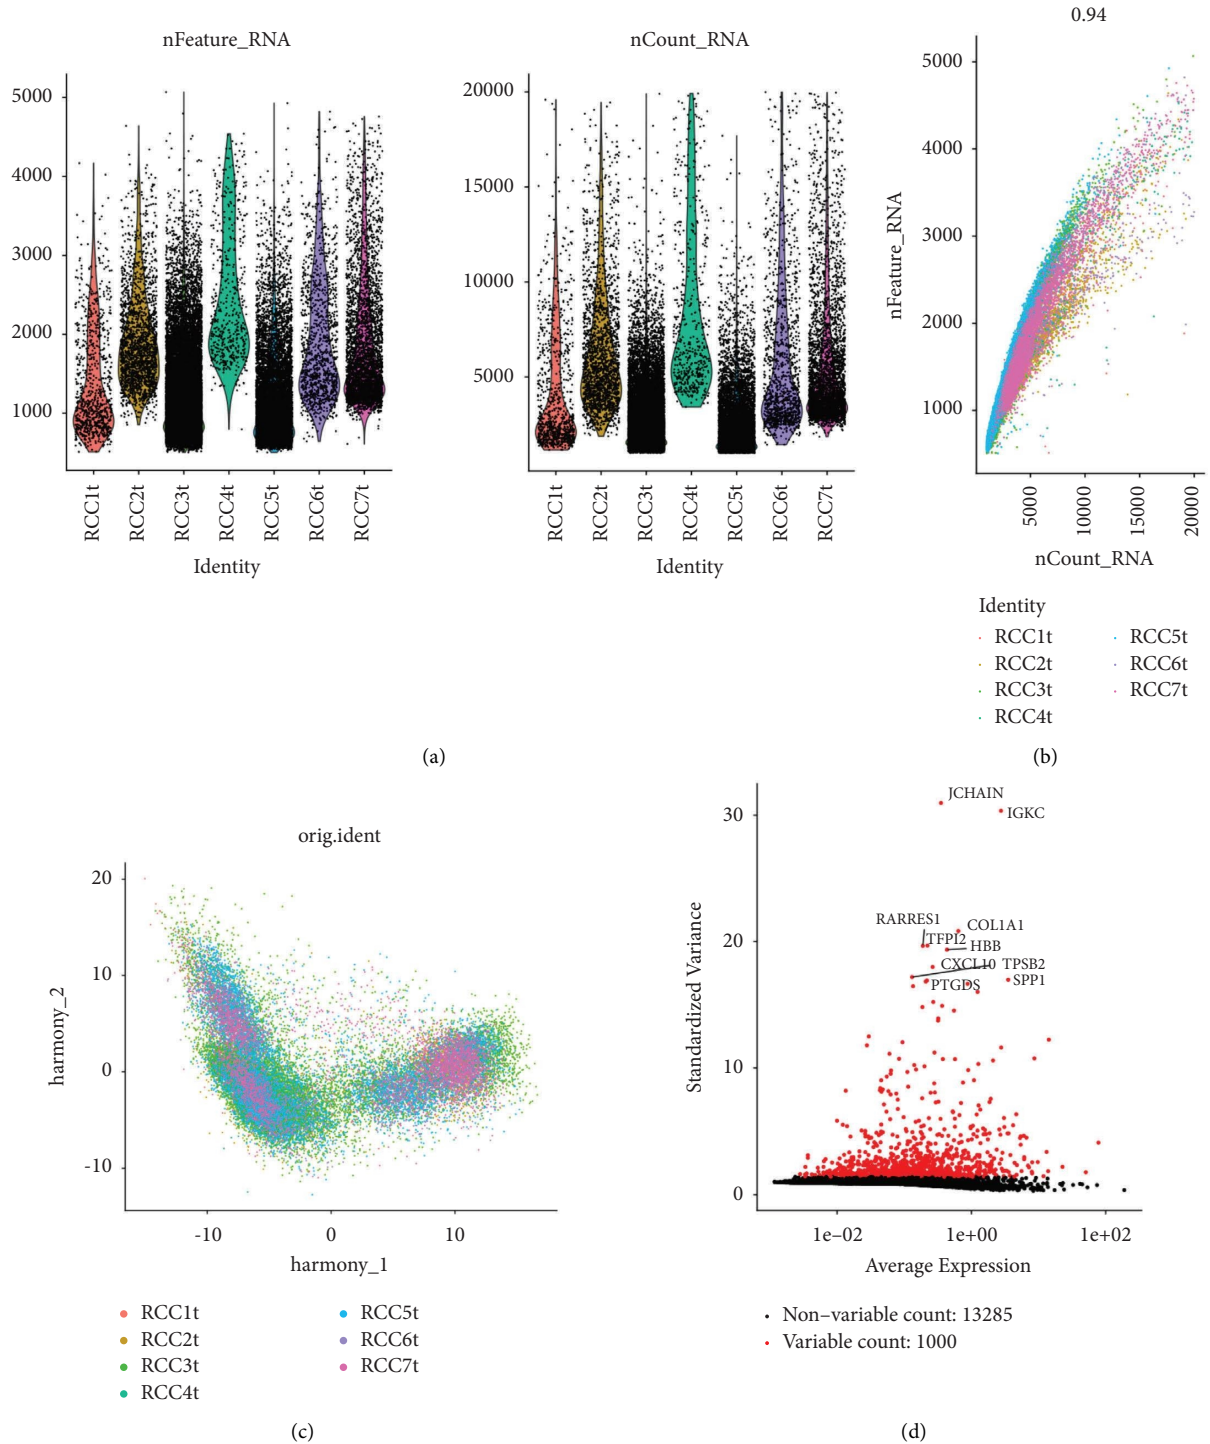 nFeature_RNA
5000
4000
3000
2000
1000
RCC1t
RCC2t
RCC3t
RCC4t
RCC5t
RCC6t
RCC7t
Identity
nCount_RNA
20000
15000
10000
5000
RCC1t
RCC2t
RCC3t
RCC4t
RCC5t
RCC6t
RCC7t
Identity
(a)
0.94
nFeature_RNA
5000
4000
3000
2000
1000
5000
10000
15000
20000
nCount_RNA
Identity
RCC1t
RCC2t
RCC3t
RCC4t
RCC5t
RCC6t
RCC7t
(b)
orig.ident
harmony_2
20
10
0
-10
-10
0
10
harmony_1
RCC1t
RCC2t
RCC3t
RCC4t
RCC5t
RCC6t
RCC7t
(c)
Standardized Variance
30
20
10
0
JCHAIN
IGKC
RARRES1
COL1A1
TFPI2
HBB
CXCL10
TPSB2
PTGDS
SPP1
1e−02
1e+00
1e+02
Average Expression
Non−variable count: 13285
Variable count: 1000
(d)